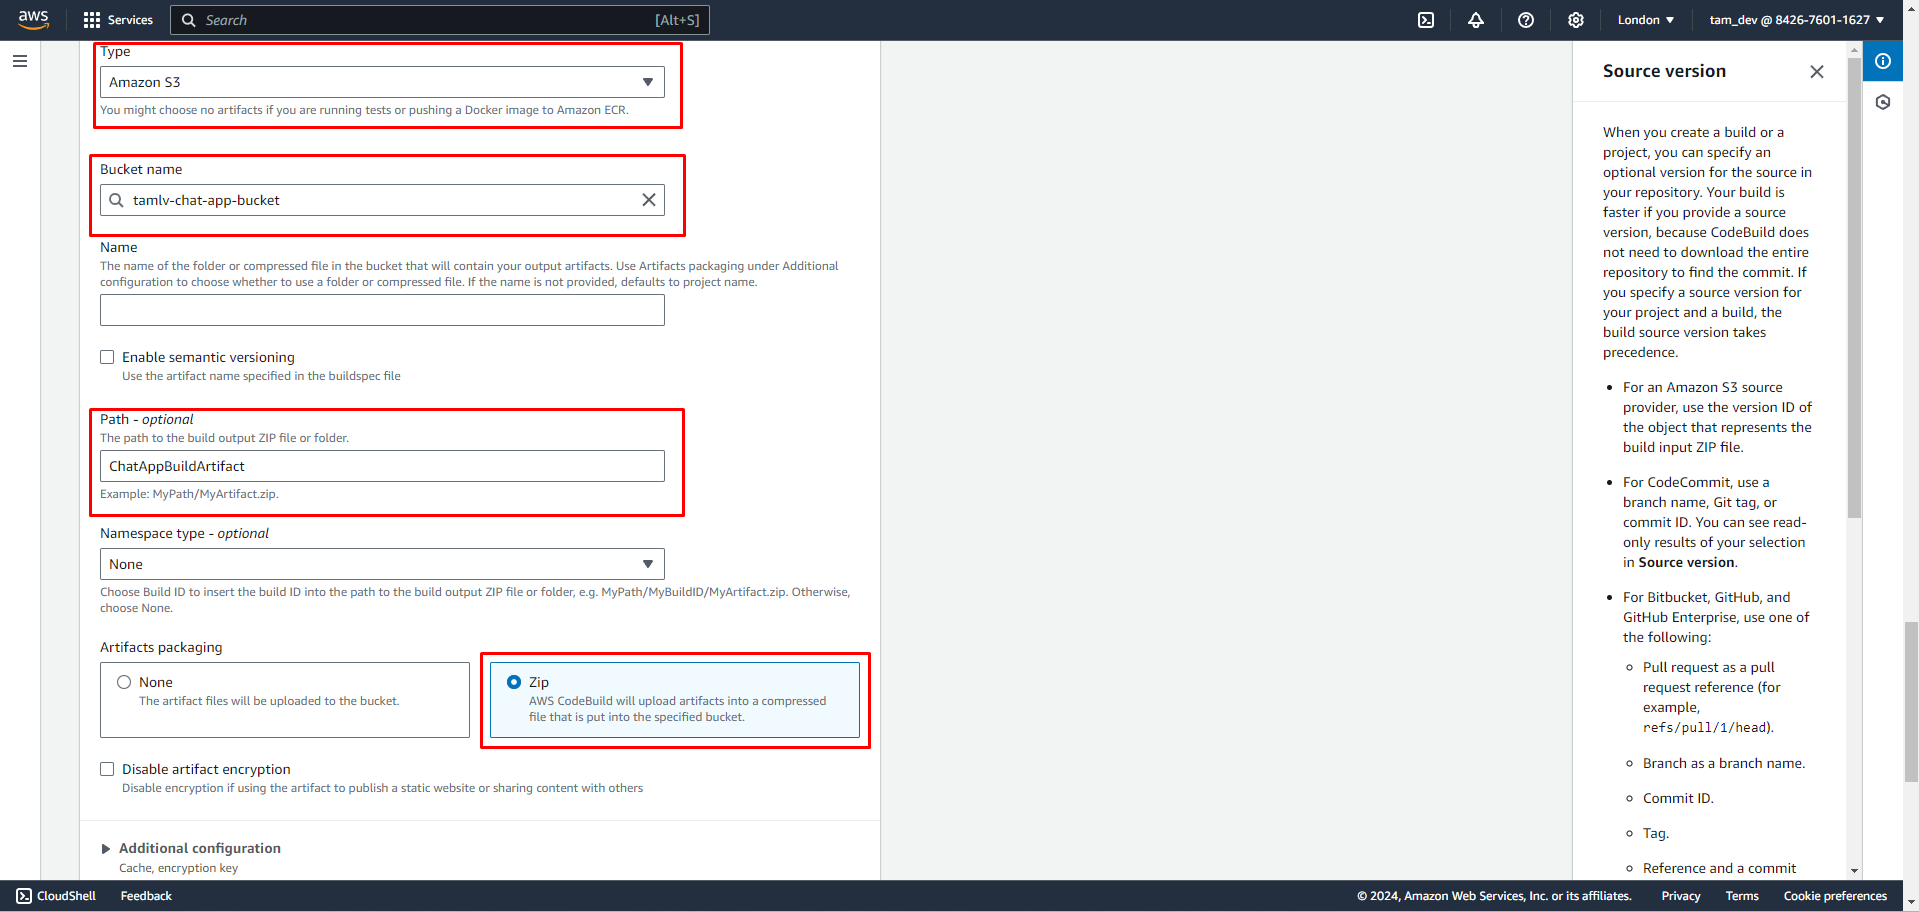 aws
Services
Search
[Alt+S]
London
tam_dev @ 8426-7601-1627
Type
Amazon S3
You might choose no artifacts if you are running tests or pushing a Docker image to Amazon ECR.
Bucket name
tamlv-chat-app-bucket
Name
The name of the folder or compressed file in the bucket that will contain your output artifacts. Use Artifacts packaging under Additional
configuration to choose whether to use a folder or compressed file. If the name is not provided, defaults to project name.
Enable semantic versioning
Use the artifact name specified in the buildspec file
Path - optional
The path to the build output ZIP file or folder.
ChatAppBuildArtifact
Example: MyPath/MyArtifact.zip.
Namespace type - optional
None
Choose Build ID to insert the build ID into the path to the build output ZIP file or folder, e.g. MyPath/MyBuildID/MyArtifact.zip. Otherwise,
choose None.
Artifacts packaging
None
The artifact files will be uploaded to the bucket.
Zip
AWS CodeBuild will upload artifacts into a compressed
file that is put into the specified bucket.
Disable artifact encryption
Disable encryption if using the artifact to publish a static website or sharing content with others
Additional configuration
Cache, encryption key
Source version
When you create a build or a
project, you can specify an
optional version for the source in
your repository. Your build is
faster if you provide a source
version, because CodeBuild does
not need to download the entire
repository to find the commit. If
you specify a source version for
your project and a build, the
build source version takes
precedence.
• For an Amazon S3 source
provider, use the version ID of
the object that represents the
build input ZIP file.
• For CodeCommit, use a
branch name, Git tag, or
commit ID. You can see read-
only results of your selection
in Source version.
• For Bitbucket, GitHub, and
GitHub Enterprise, use one of
the following:
◦ Pull request as a pull
request reference (for
example,
refs/pull/1/head).
◦ Branch as a branch name.
◦ Commit ID.
◦ Tag.
◦ Reference and a commit
CloudShell
Feedback
© 2024, Amazon Web Services, Inc. or its affiliates.
Privacy
Terms
Cookie preferences